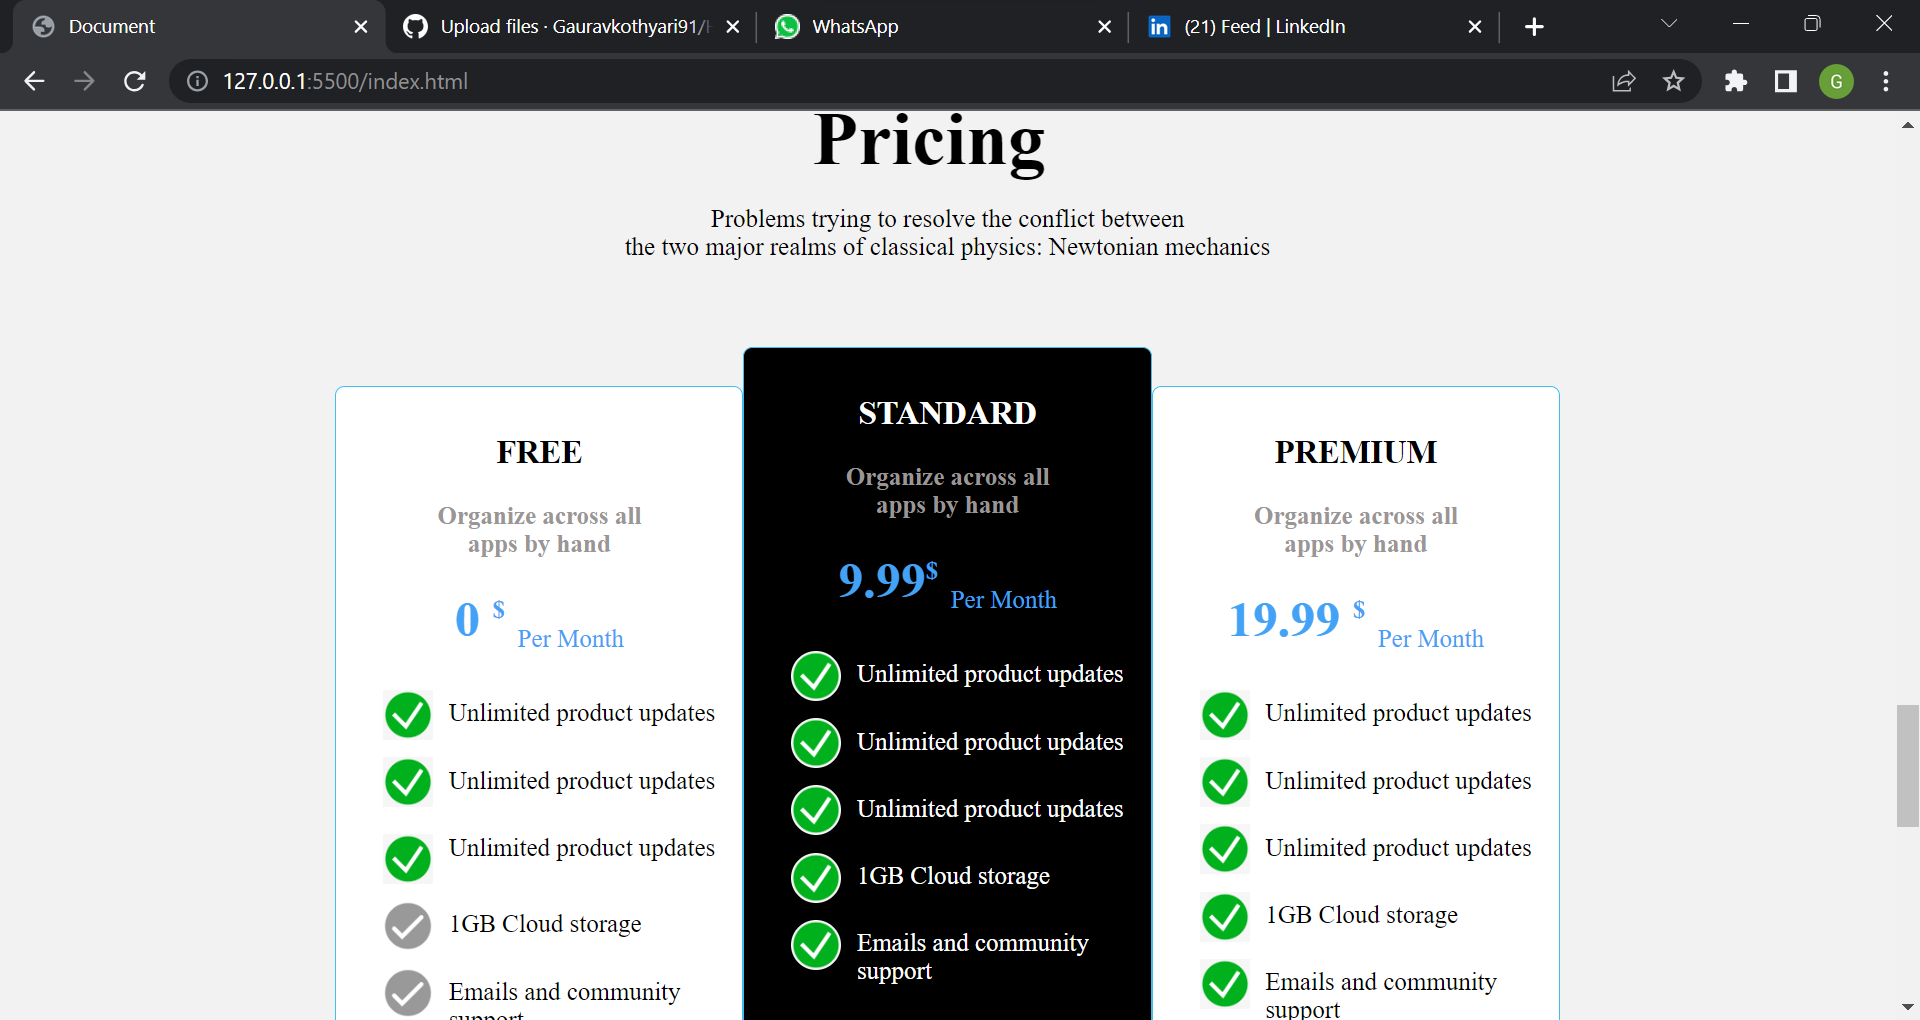 Document
Upload files · Gauravkothyari91/
WhatsApp
(21) Feed | LinkedIn
127.0.0.1:5500/index.html
G
Pricing
Problems trying to resolve the conflict between
the two major realms of classical physics: Newtonian mechanics
FREE
Organize across all
apps by hand
0 $ Per Month
Unlimited product updates
Unlimited product updates
Unlimited product updates
1GB Cloud storage
Emails and community
support
STANDARD
Organize across all
apps by hand
9.99$ Per Month
Unlimited product updates
Unlimited product updates
Unlimited product updates
1GB Cloud storage
Emails and community
support
PREMIUM
Organize across all
apps by hand
19.99 $ Per Month
Unlimited product updates
Unlimited product updates
Unlimited product updates
1GB Cloud storage
Emails and community
support